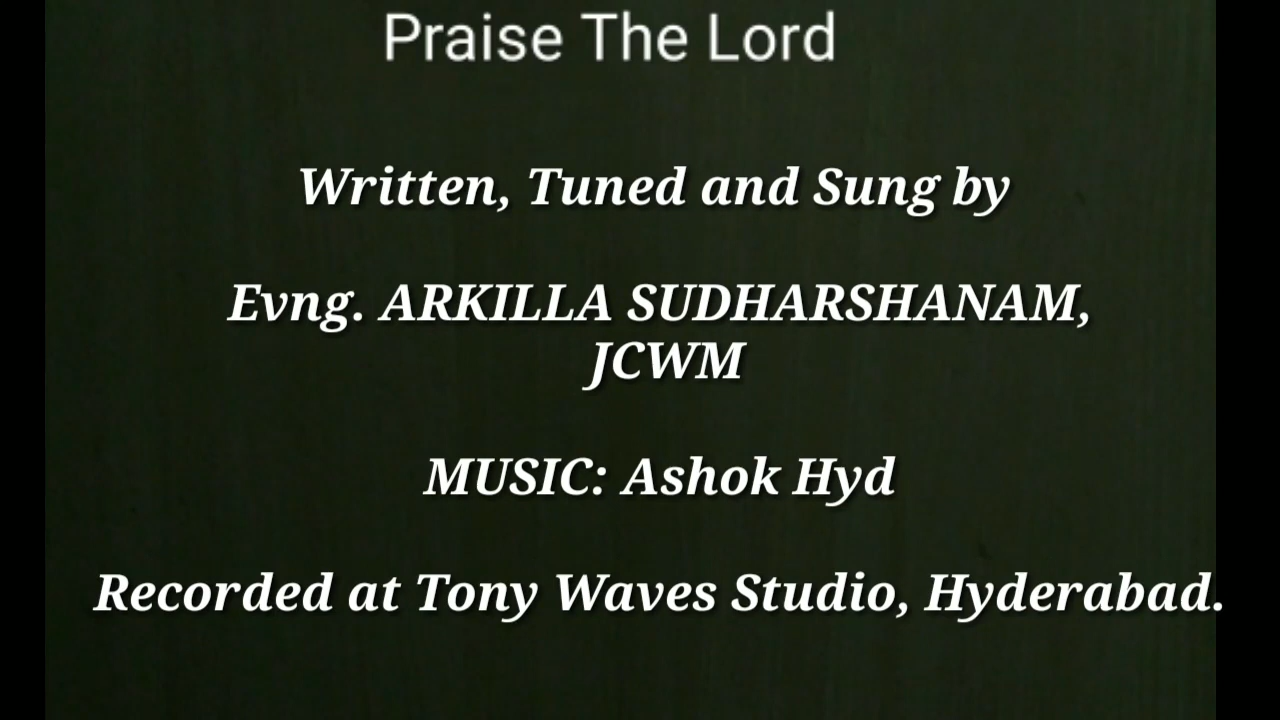 Praise The Lord
Written, Tuned and Sung by
Evng. ARKILLA SUDHARSHANAM,
JCWM
MUSIC: Ashok Hyd
Recorded at Tony Waves Studio, Hyderabad.